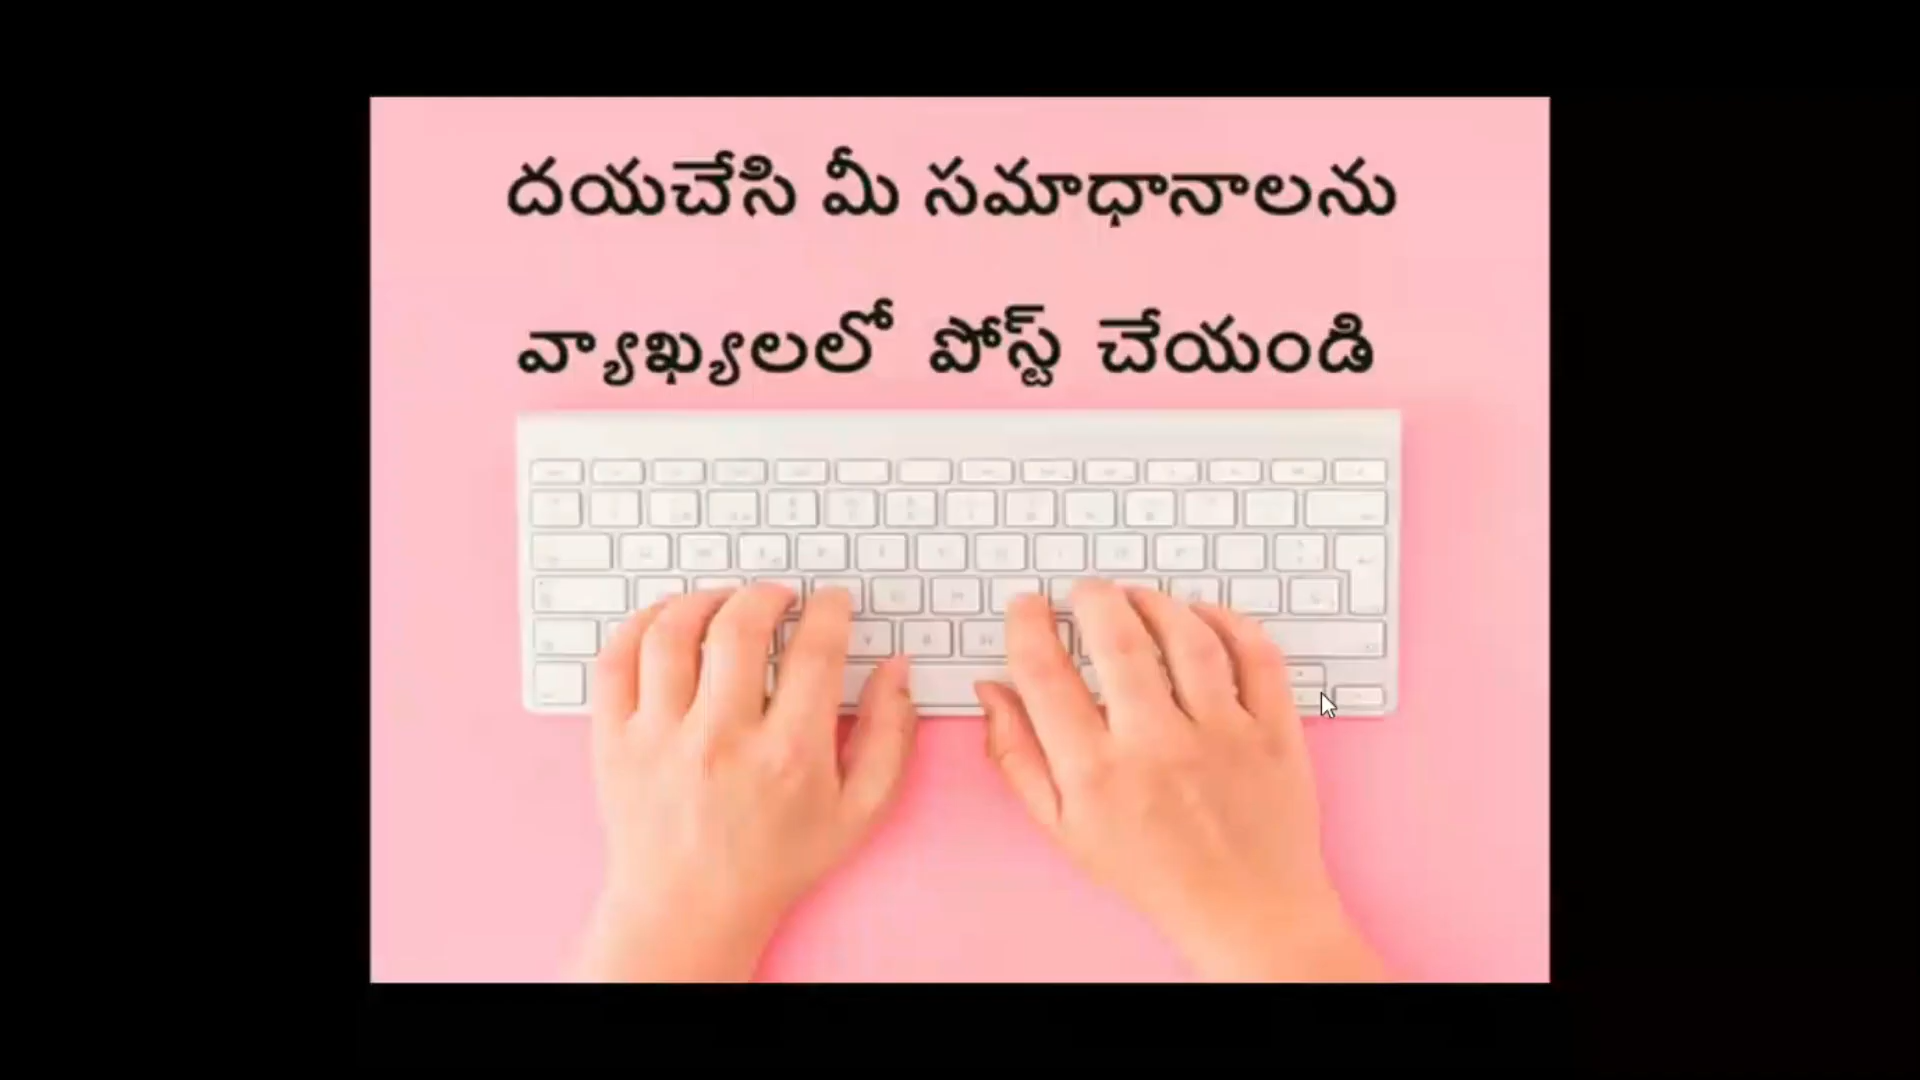 దయచేసి మీ సమాధానాలను
వ్యాఖ్యలలో పోస్ట్ చేయండి